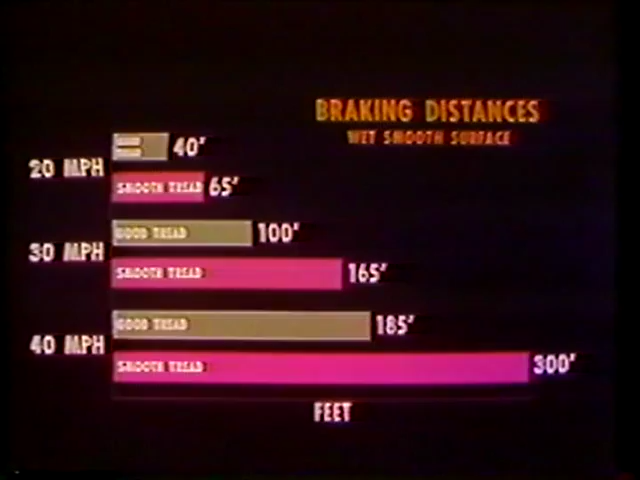 BRAKING DISTANCES
WET SMOOTH SURFACE
20 MPH
40'
SMOOTH TREAD 65'
30 MPH
GOOD TREAD 100'
SMOOTH TREAD 165'
40 MPH
GOOD TREAD 185'
SMOOTH TREAD 300'
FEET